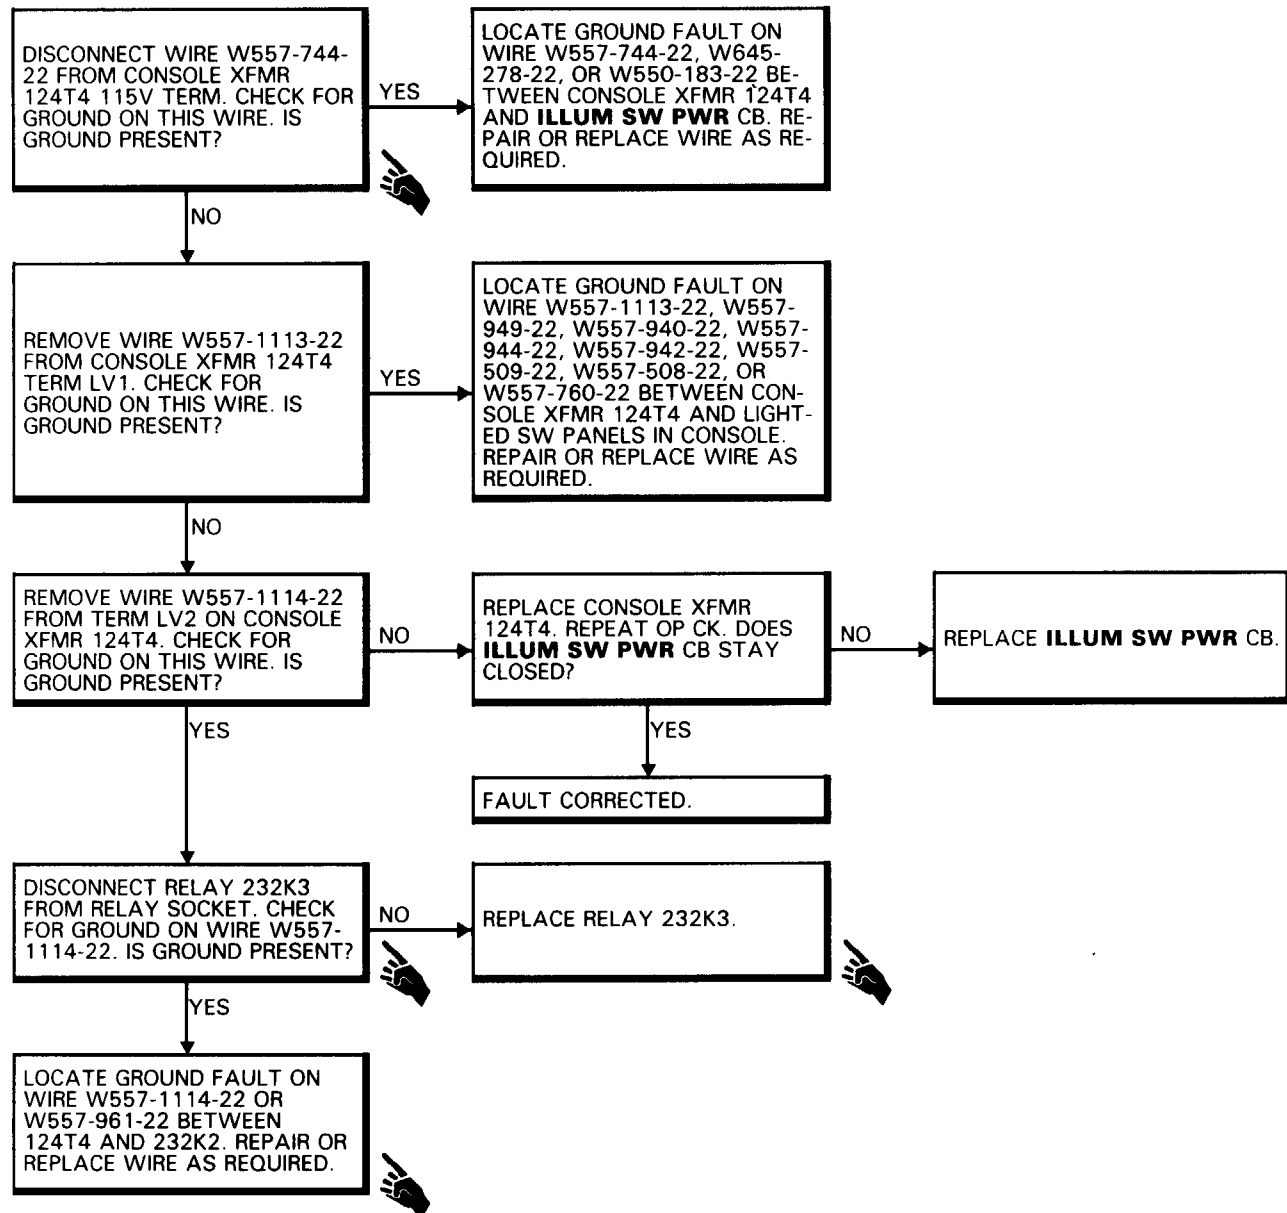 DISCONNECT WIRE W557-744-
22 FROM CONSOLE XFMR
124T4 115V TERM. CHECK FOR
GROUND ON THIS WIRE. IS
GROUND PRESENT?
YES
LOCATE GROUND FAULT ON
WIRE W557-744-22, W645-
278-22, OR W550-183-22 BE-
TWEEN CONSOLE XFMR 124T4
AND ILLUM SW PWR CB. RE-
PAIR OR REPLACE WIRE AS RE-
QUIRED.
NO
REMOVE WIRE W557-1113-22
FROM CONSOLE XFMR 124T4
TERM LV1. CHECK FOR
GROUND ON THIS WIRE. IS
GROUND PRESENT?
YES
LOCATE GROUND FAULT ON
WIRE W557-1113-22, W557-
949-22, W557-940-22, W557-
944-22, W557-942-22, W557-
509-22, W557-508-22, OR
W557-760-22 BETWEEN CON-
SOLE XFMR 124T4 AND LIGHT-
ED SW PANELS IN CONSOLE.
REPAIR OR REPLACE WIRE AS
REQUIRED.
NO
REMOVE WIRE W557-1114-22
FROM TERM LV2 ON CONSOLE
XFMR 124T4. CHECK FOR
GROUND ON THIS WIRE. IS
GROUND PRESENT?
NO
REPLACE CONSOLE XFMR
124T4. REPEAT OP CK. DOES
ILLUM SW PWR CB STAY
CLOSED?
NO
REPLACE ILLUM SW PWR CB.
YES
YES
FAULT CORRECTED.
DISCONNECT RELAY 232K3
FROM RELAY SOCKET. CHECK
FOR GROUND ON WIRE W557-
1114-22. IS GROUND PRESENT?
NO
REPLACE RELAY 232K3.
YES
LOCATE GROUND FAULT ON
WIRE W557-1114-22 OR
W557-961-22 BETWEEN
124T4 AND 232K2. REPAIR OR
REPLACE WIRE AS REQUIRED.